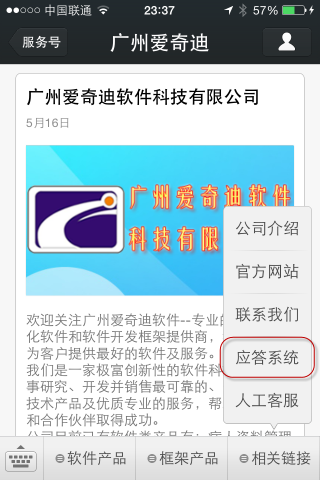 中国联通 23:37 57%
服务号 广州爱奇迪
广州爱奇迪软件科技有限公司
5月16日
广州爱奇迪软件
科技有限
欢迎关注广州爱奇迪软件--专业的
化软件和软件开发框架提供商，
为客户提供最好的软件及服务。
我们是一家极富创新性的软件科
事研究、开发并销售最可靠的、
技术产品及优质专业的服务，帮
和合作伙伴取得成功。
公司介绍
官方网站
联系我们
应答系统
人工客服
软件产品 框架产品 相关链接